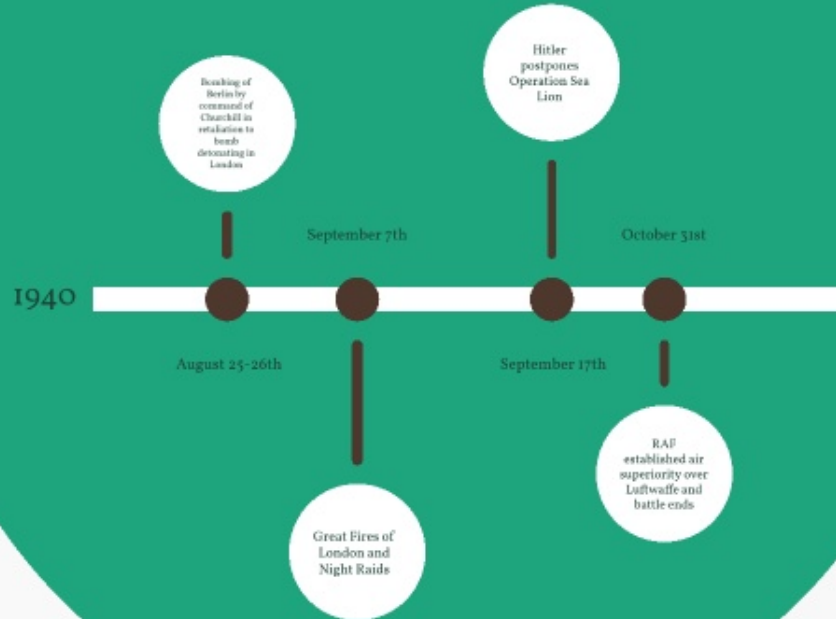 Bombing of
Berlin by
command of
Churchill in
retaliation to
bomb
detonating in
London
Hitler
postpones
Operation Sea
Lion
September 7th
October 31st
1940
August 25-26th
September 17th
Great Fires of
London and
Night Raids
RAF
established air
superiority over
Luftwaffe and
battle ends